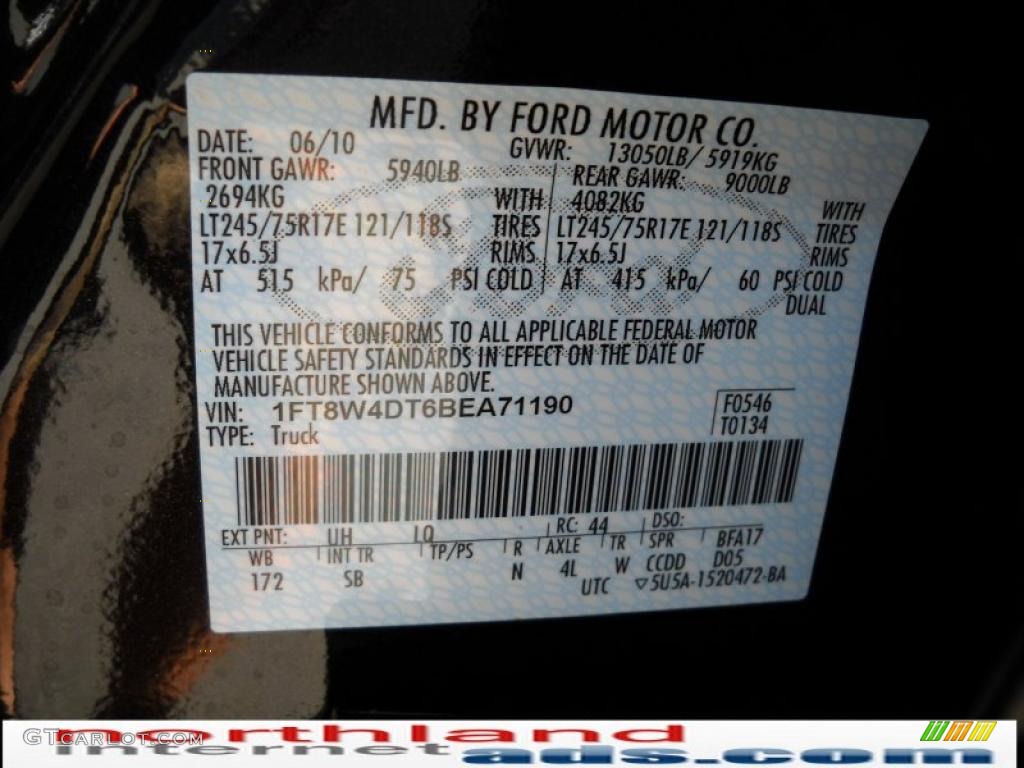 MFD. BY FORD MOTOR CO.
DATE: 06/10 GVWR: 13050LB/ 5919KG
FRONT GAWR: 5940LB REAR GAWR: 9000LB
2694KG WITH 4082KG WITH
LT245/75R17E 121/118S TIRES LT245/75R17E 121/118S TIRES
17x6.5J RIMS 17x6.5J RIMS
AT 515 kPa/ 75 PSI COLD AT 415 kPa/ 60 PSI COLD
DUAL
THIS VEHICLE CONFORMS TO ALL APPLICABLE FEDERAL MOTOR
VEHICLE SAFETY STANDARDS IN EFFECT ON THE DATE OF
MANUFACTURE SHOWN ABOVE.
VIN: 1FT8W4DT6BEA71190 F0546
TYPE: Truck T0134
EXT PNT: UH LQ RC: 44 DSO:
WB INT TR TP/PS R AXLE TR SPR BFA17
172 SB N 4L W CCDD D05
UTC ▽5U5A-1520472-BA
GTcarlot.com
northland
Internet ads.com